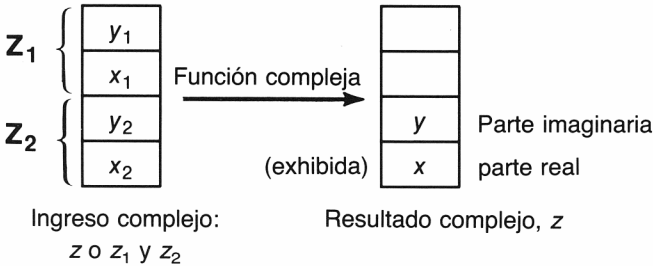 Z₁
y₁
x₁
Función compleja
Z₂
y₂
y
Parte imaginaria
x₂
(exhibida)
x
parte real
Ingreso complejo:
z o z₁ y z₂
Resultado complejo, z